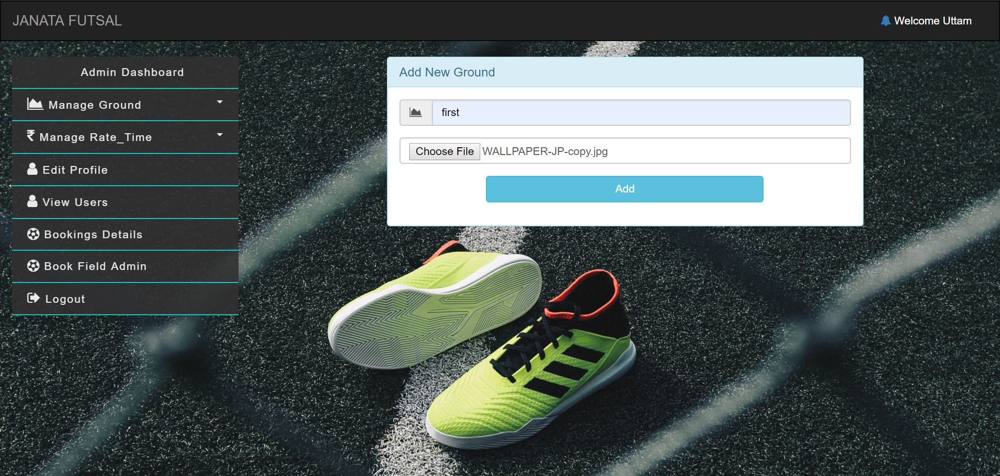 JANATA FUTSAL
Welcome Uttam
Admin Dashboard
Manage Ground
Manage Rate_Time
Edit Profile
View Users
Bookings Details
Book Field Admin
Logout
Add New Ground
first
Choose File WALLPAPER-JP-copy.jpg
Add